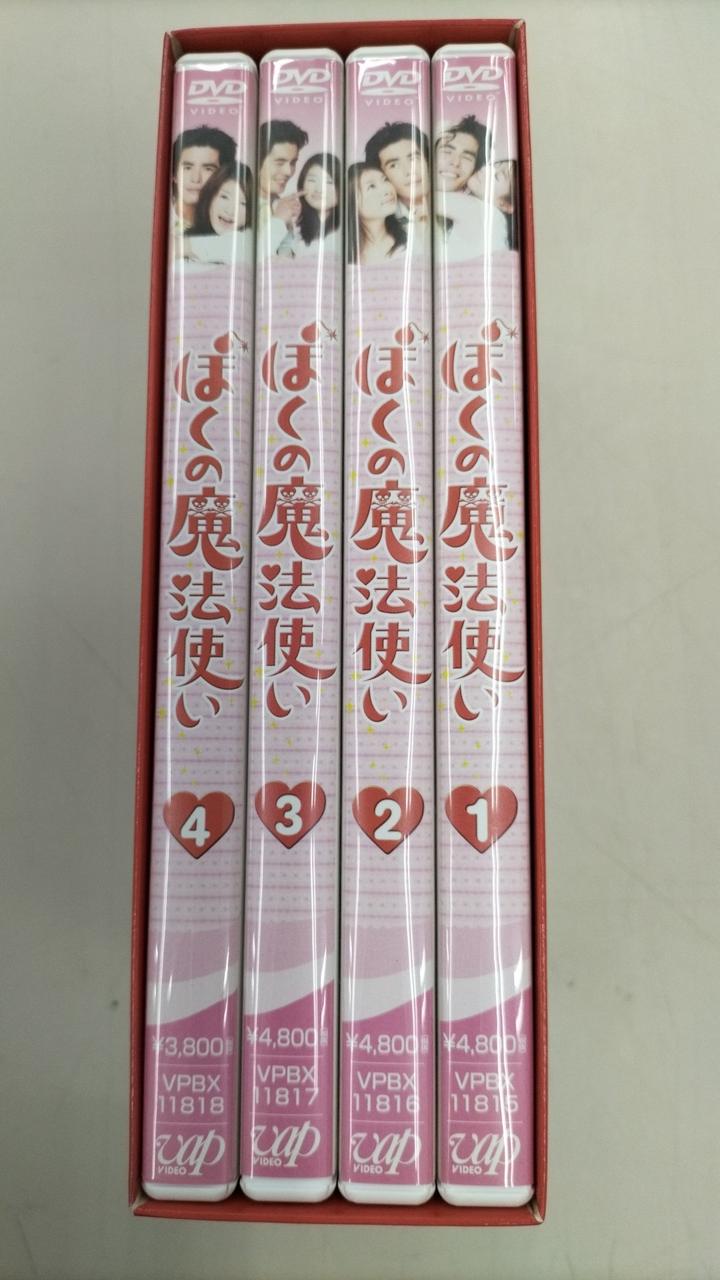 DVD
VIDEO
ぼくの魔法使い
4
¥3,800
VPBX
11818
vap
VIDEO
DVD
VIDEO
ぼくの魔法使い
3
¥4,800
VPBX
11817
vap
VIDEO
DVD
VIDEO
ぼくの魔法使い
2
¥4,800
VPBX
11816
vap
VIDEO
DVD
VIDEO
ぼくの魔法使い
1
¥4,800
VPBX
11815
vap
VIDEO